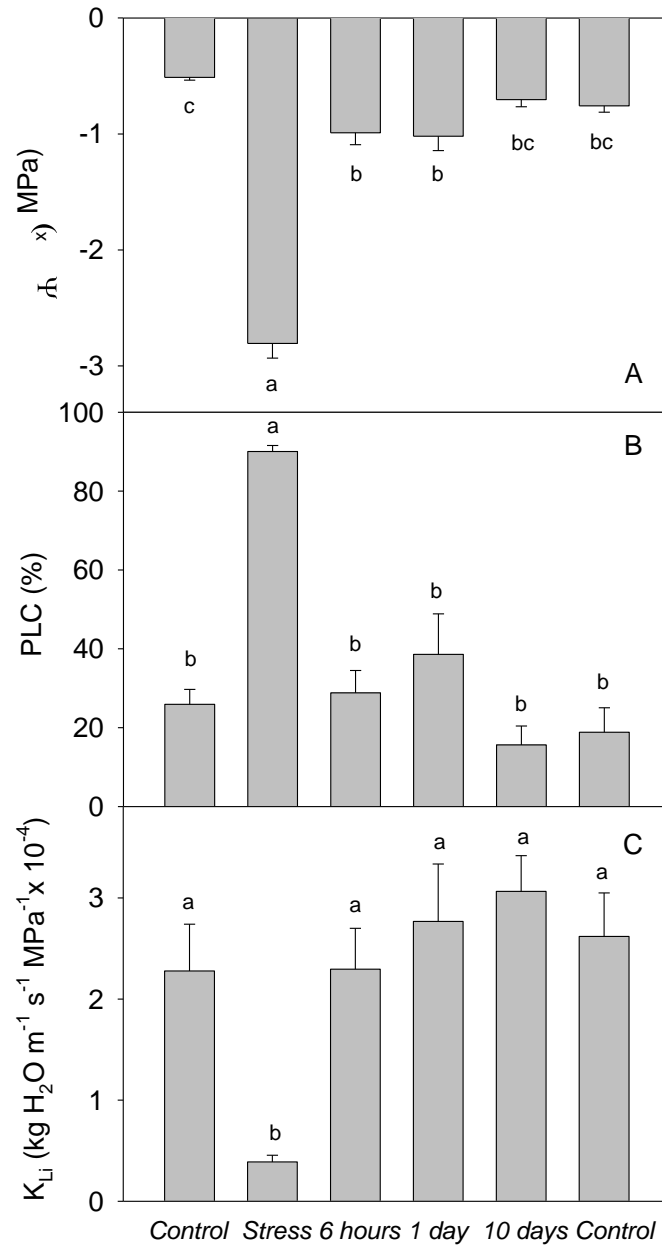 0
-1
-2
-3
Ψ x) MPa)
c
a
b
b
bc
bc
A
100
80
60
40
20
0
PLC (%)
b
a
b
b
b
b
B
3
2
1
0
K_Li (kg H₂O m⁻¹ s⁻¹ MPa⁻¹x 10⁻⁴)
a
b
a
a
a
a
C
Control Stress 6 hours 1 day 10 days Control